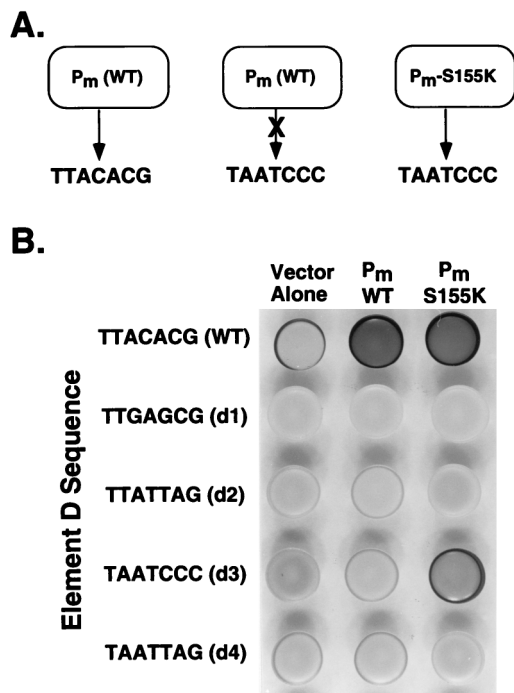 A.
Pm (WT) Pm (WT) Pm-S155K
X
TTACACG TAATCCC TAATCCC
B.
Vector Alone Pm WT Pm S155K
Element D Sequence
TTACACG (WT)
TTGAGCG (d1)
TTATTAG (d2)
TAATCCC (d3)
TAATTAG (d4)